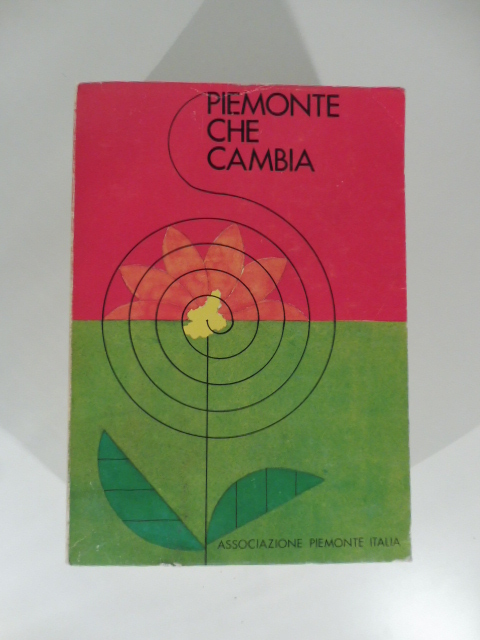 PIEMONTE
CHE
CAMBIA
ASSOCIAZIONE PIEMONTE ITALIA